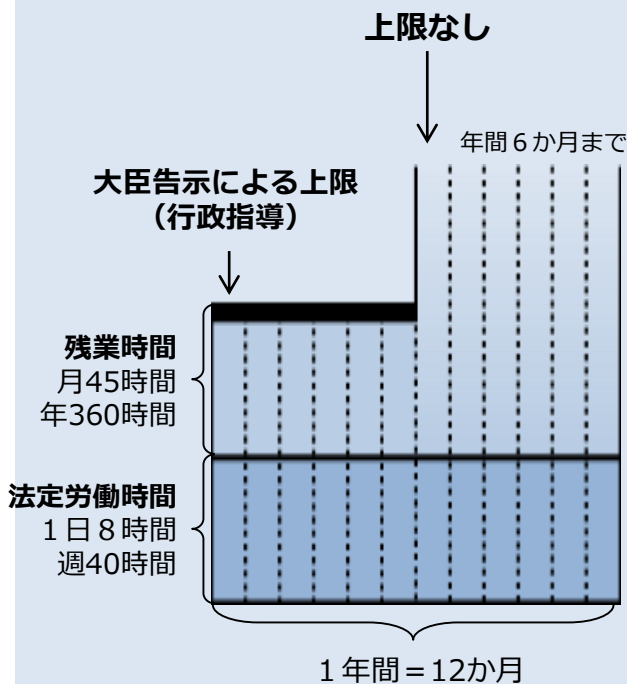 上限なし
年間６か月まで
大臣告示による上限
（行政指導）
残業時間
月45時間
年360時間
法定労働時間
１日８時間
週40時間
１年間＝12か月